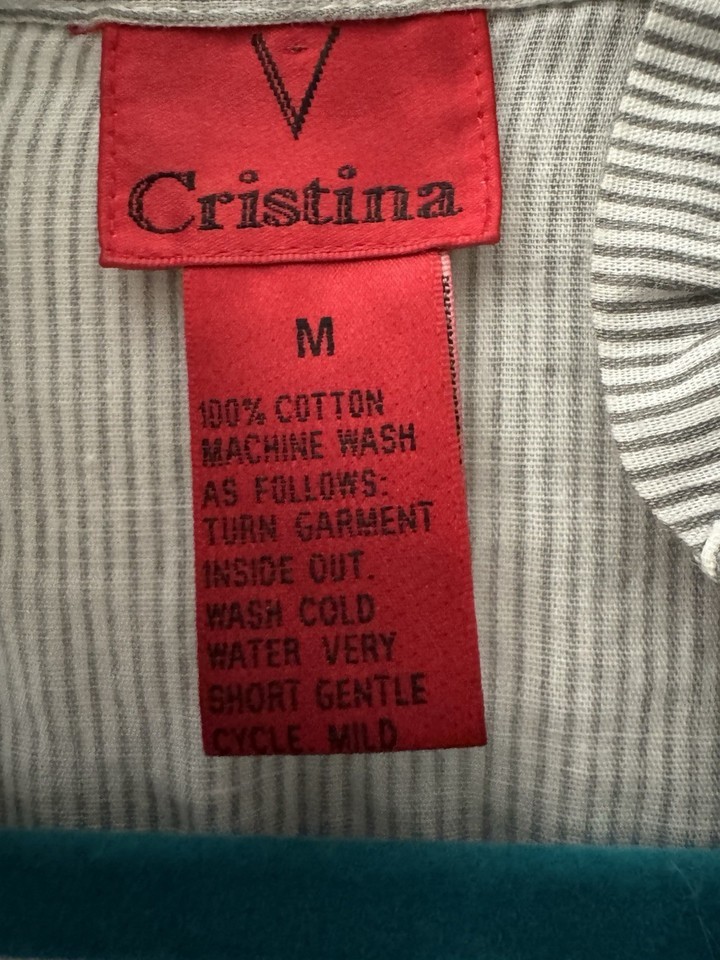 V
Cristina
M
100% COTTON
MACHINE WASH
AS FOLLOWS:
TURN GARMENT
INSIDE OUT.
WASH COLD
WATER VERY
SHORT GENTLE
CYCLE MILD